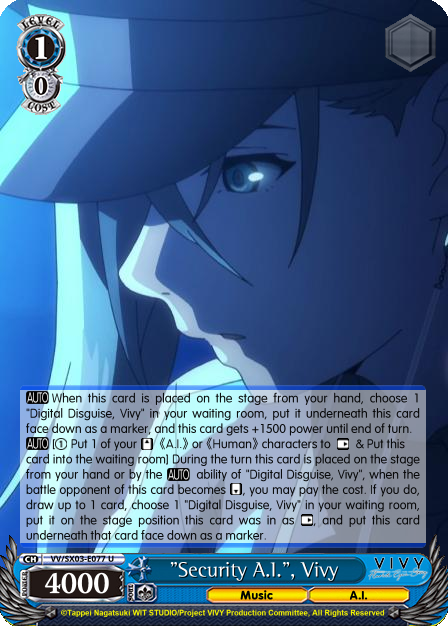 LEVEL
1
0
COST
AUTO When this card is placed on the stage from your hand, choose 1
"Digital Disguise, Vivy" in your waiting room, put it underneath this card
face down as a marker, and this card gets +1500 power until end of turn.
AUTO [① Put 1 of your 《A.I.》 or 《Human》 characters to & Put this
card into the waiting room] During the turn this card is placed on the stage
from your hand or by the AUTO ability of "Digital Disguise, Vivy", when the
battle opponent of this card becomes , you may pay the cost. If you do,
draw up to 1 card, choose 1 "Digital Disguise, Vivy" in your waiting room,
put it on the stage position this card was in as , and put this card
underneath that card face down as a marker.
CH VV/SX03-E077 U
POWER 4000 SOUL
"Security A.I.", Vivy
VIVY
Music A.I.
©Tappei Nagatsuki WIT STUDIO/Project VIVY Production Committee, All Rights Reserved